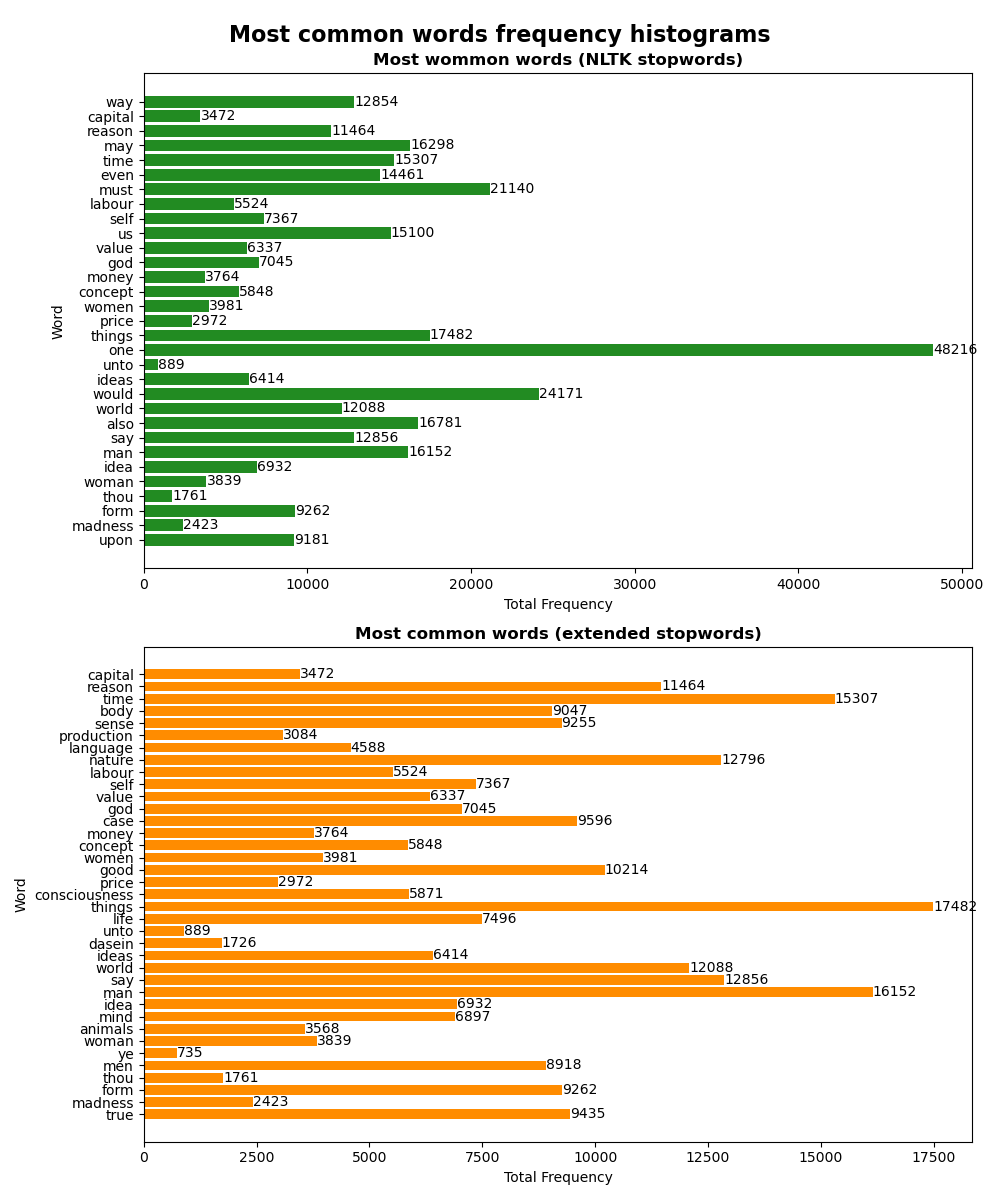 Most common words frequency histograms
Most wommon words (NLTK stopwords)
way 12854
capital 3472
reason 11464
may 16298
time 15307
even 14461
must 21140
labour 5524
self 7367
us 15100
value 6337
god 7045
money 3764
concept 5848
women 3981
price 2972
things 17482
one 48216
unto 889
ideas 6414
would 24171
world 12088
also 16781
say 12856
man 16152
idea 6932
woman 3839
thou 1761
form 9262
madness 2423
upon 9181
Word
0 10000 20000 30000 40000 50000
Total Frequency
Most common words (extended stopwords)
capital 3472
reason 11464
time 15307
body 9047
sense 9255
production 3084
language 4588
nature 12796
labour 5524
self 7367
value 6337
god 7045
case 9596
money 3764
concept 5848
women 3981
good 10214
price 2972
consciousness 5871
things 17482
life 7496
unto 889
dasein 1726
ideas 6414
world 12088
say 12856
man 16152
idea 6932
mind 6897
animals 3568
woman 3839
ye 735
men 8918
thou 1761
form 9262
madness 2423
true 9435
Word
0 2500 5000 7500 10000 12500 15000 17500
Total Frequency